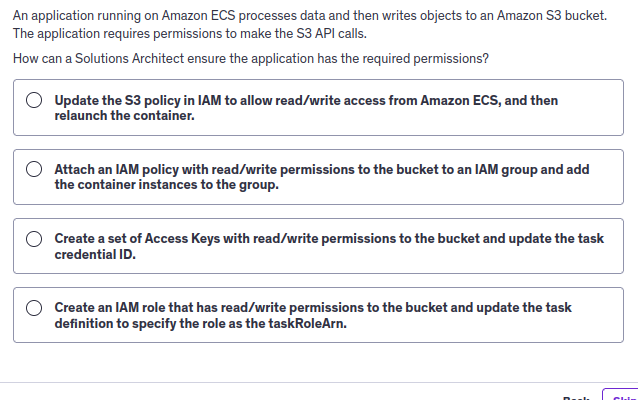 An application running on Amazon ECS processes data and then writes objects to an Amazon S3 bucket.
The application requires permissions to make the S3 API calls.
How can a Solutions Architect ensure the application has the required permissions?
Update the S3 policy in IAM to allow read/write access from Amazon ECS, and then
relaunch the container.
Attach an IAM policy with read/write permissions to the bucket to an IAM group and add
the container instances to the group.
Create a set of Access Keys with read/write permissions to the bucket and update the task
credential ID.
Create an IAM role that has read/write permissions to the bucket and update the task
definition to specify the role as the taskRoleArn.